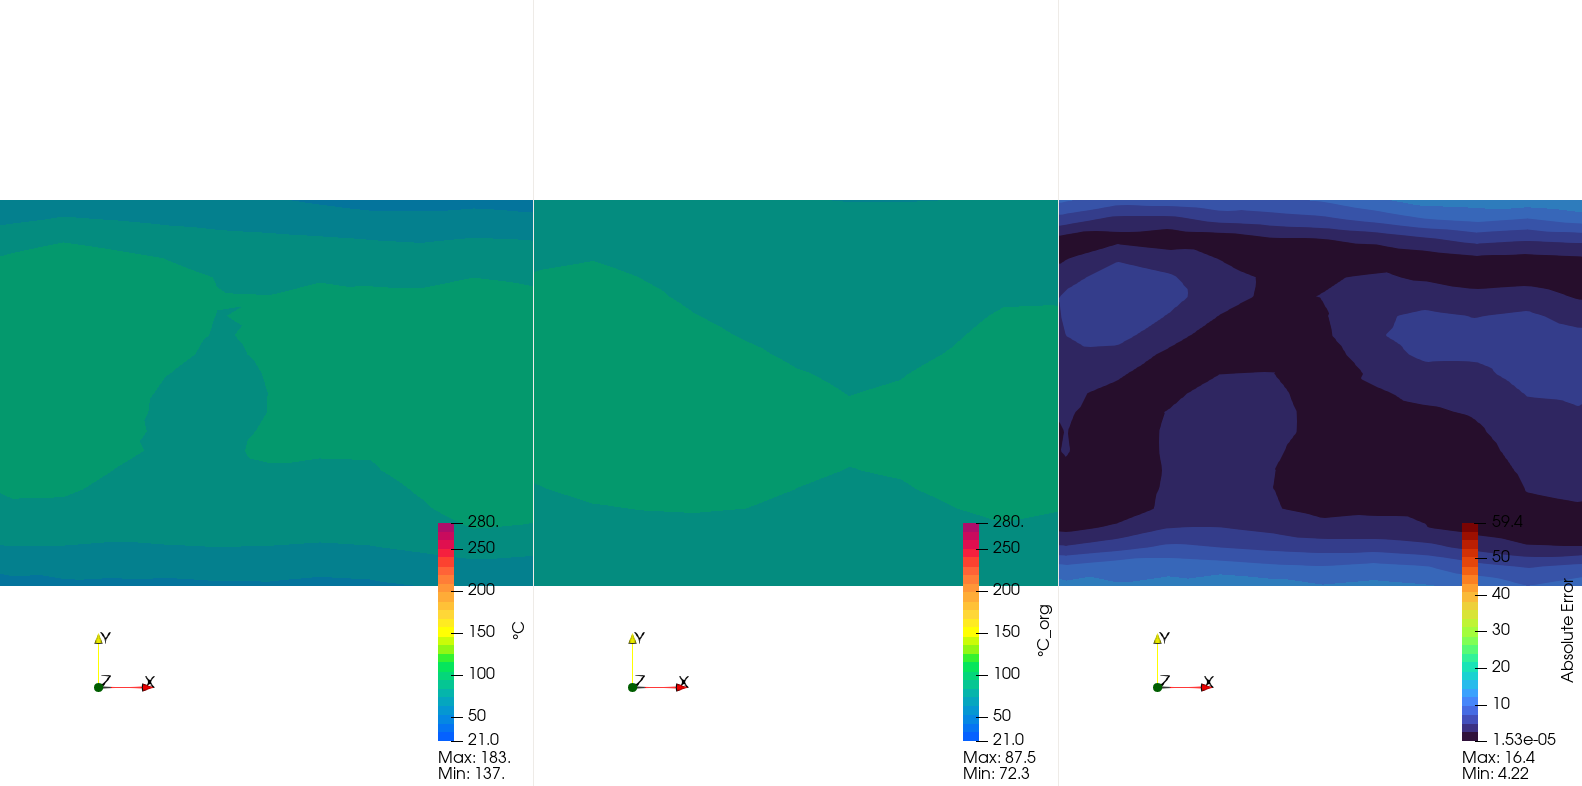 280.
250
200
150
100
50
21.0
°C
Max: 183.
Min: 137.
Y
Z
X
280.
250
200
150
100
50
21.0
°C_org
Max: 87.5
Min: 72.3
Y
Z
X
59.4
50
40
30
20
10
1.53e-05
Absolute Error
Max: 16.4
Min: 4.22
Y
Z
X